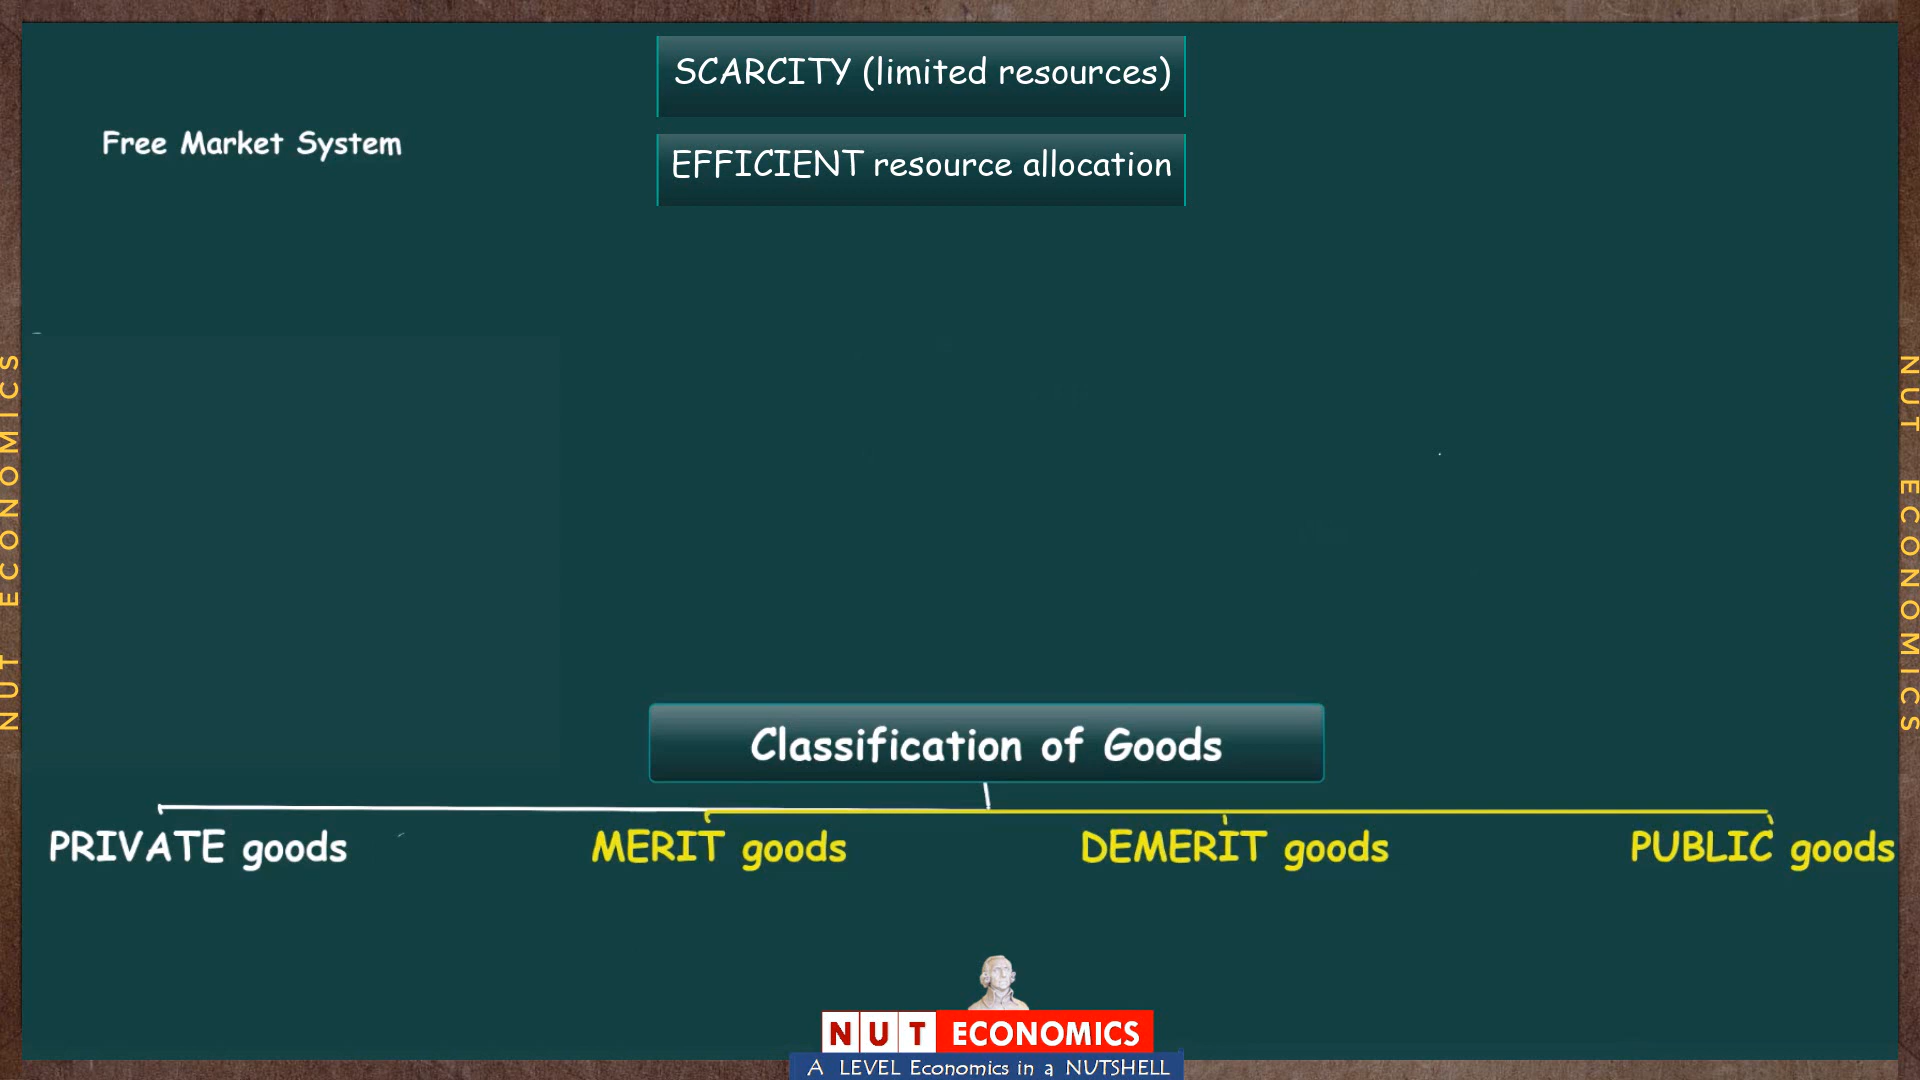 SCARCITY (limited resources)
Free Market System
EFFICIENT resource allocation
NUT ECONOMICS
NUT ECONOMICS
Classification of Goods
PRIVATE goods
MERIT goods
DEMERIT goods
PUBLIC goods
NUT ECONOMICS
A LEVEL Economics in a NUTSHELL